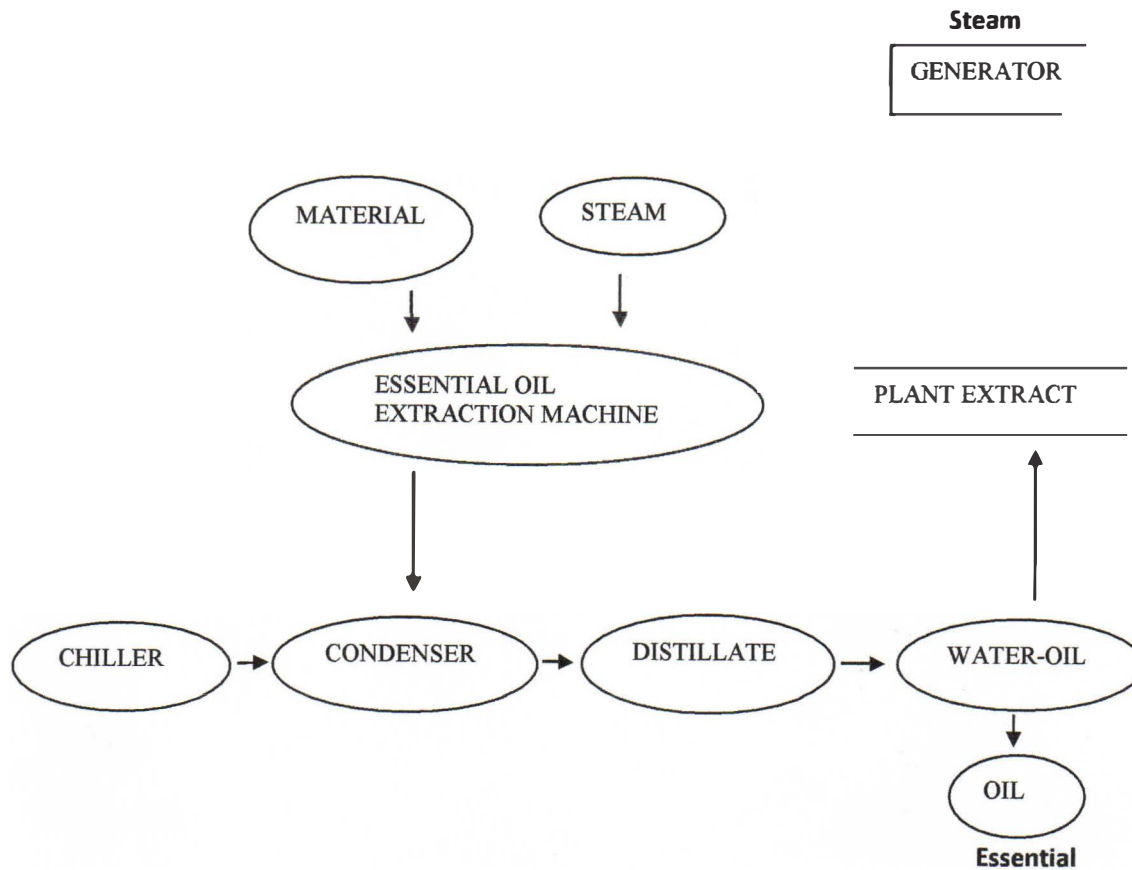 Steam
GENERATOR
MATERIAL
STEAM
ESSENTIAL OIL
EXTRACTION MACHINE
PLANT EXTRACT
CHILLER
CONDENSER
DISTILLATE
WATER-OIL
OIL
Essential